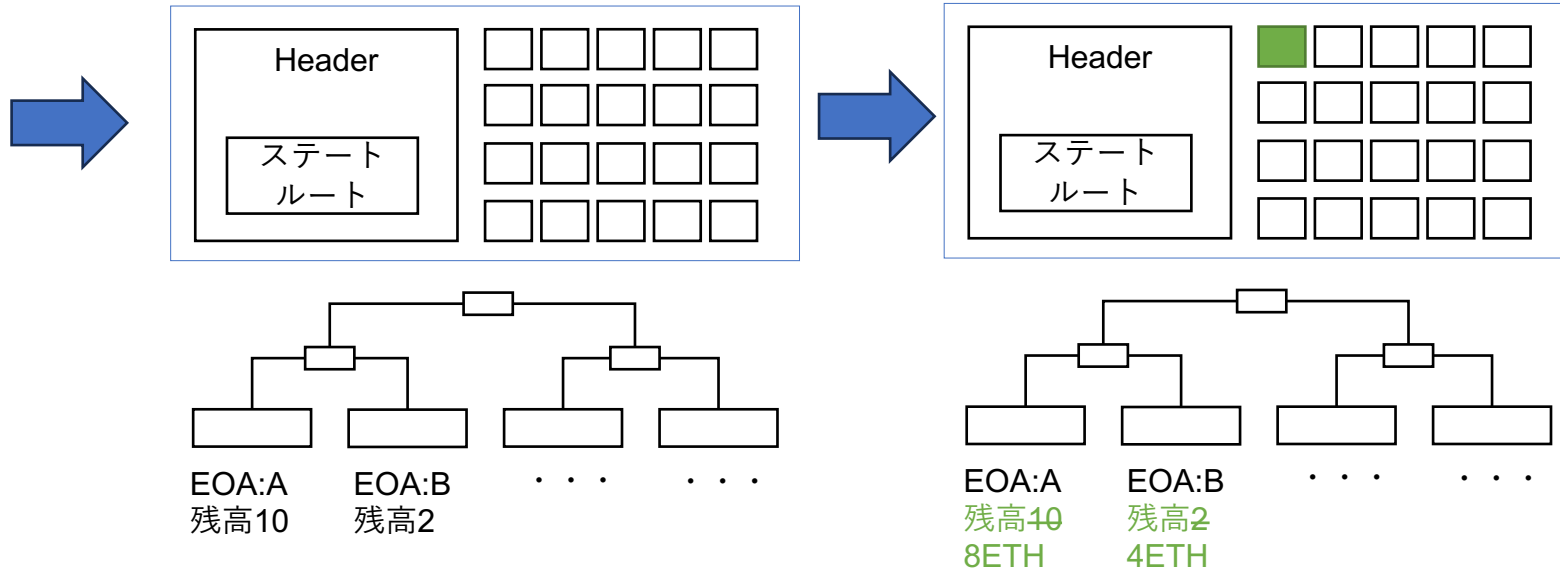 Header
ステート
ルート
EOA:A
残高10
EOA:B
残高2
・・・
・・・
Header
ステート
ルート
EOA:A
残高10
8ETH
EOA:B
残高2
4ETH
・・・
・・・